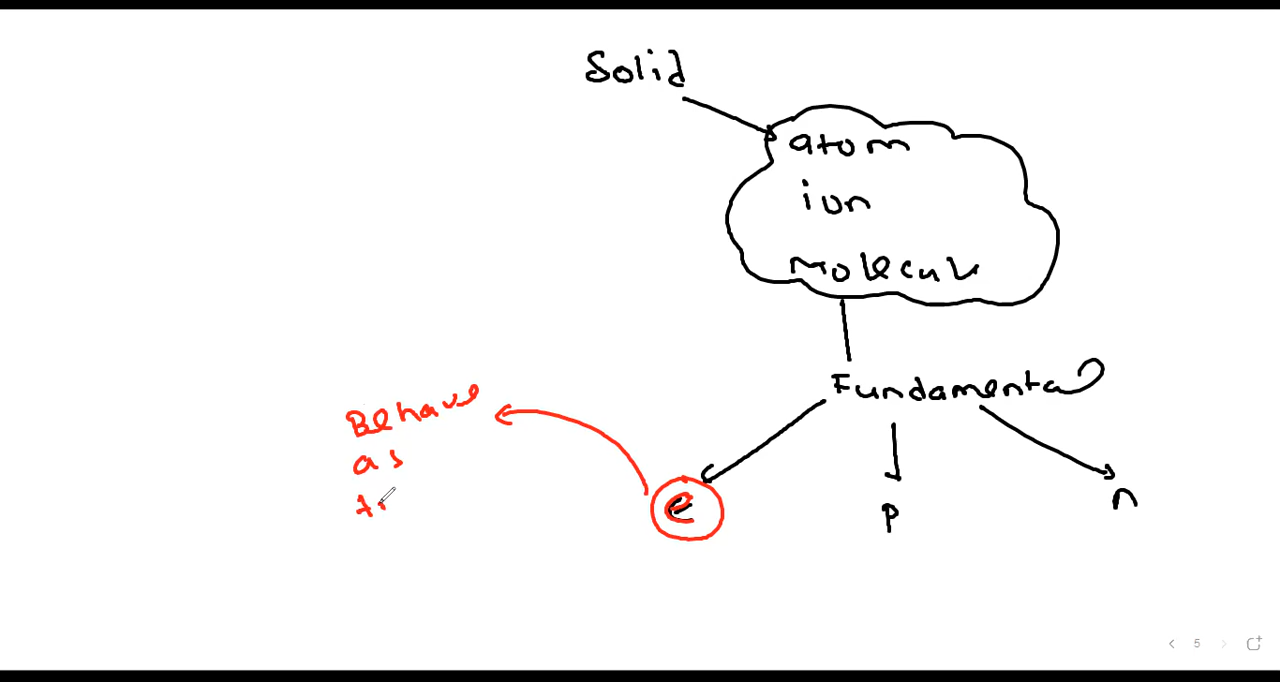 Solid
atom
ion
Molecule
Fundamental
Behave
as
e
p
n
5